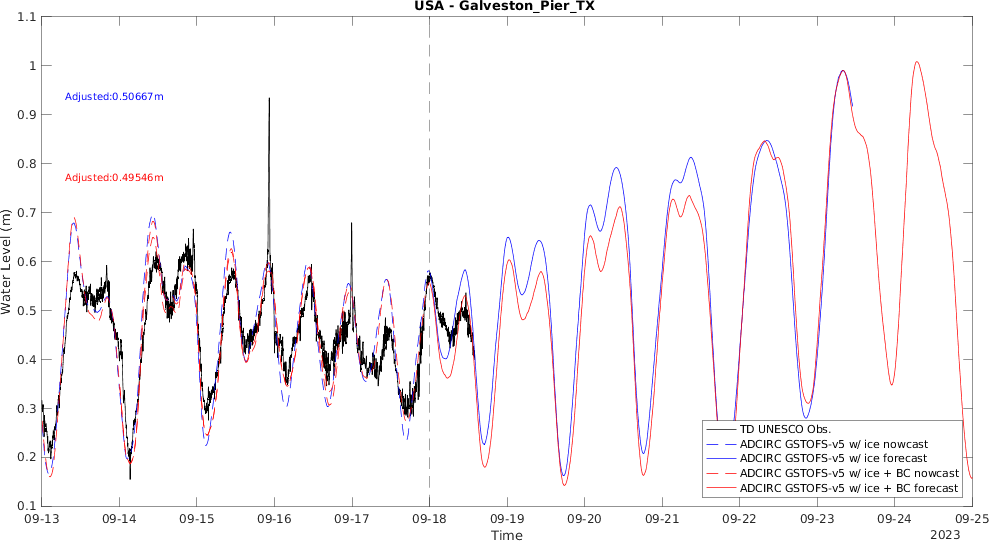 USA - Galveston_Pier_TX
1.1
1
0.9
0.8
0.7
0.6
0.5
0.4
0.3
0.2
0.1
Water Level (m)
Adjusted:0.50667m
Adjusted:0.49546m
TD UNESCO Obs.
ADCIRC GSTOFS-v5 w/ ice nowcast
ADCIRC GSTOFS-v5 w/ ice forecast
ADCIRC GSTOFS-v5 w/ ice + BC nowcast
ADCIRC GSTOFS-v5 w/ ice + BC forecast
09-13 09-14 09-15 09-16 09-17 09-18 09-19 09-20 09-21 09-22 09-23 09-24 09-25
Time
2023